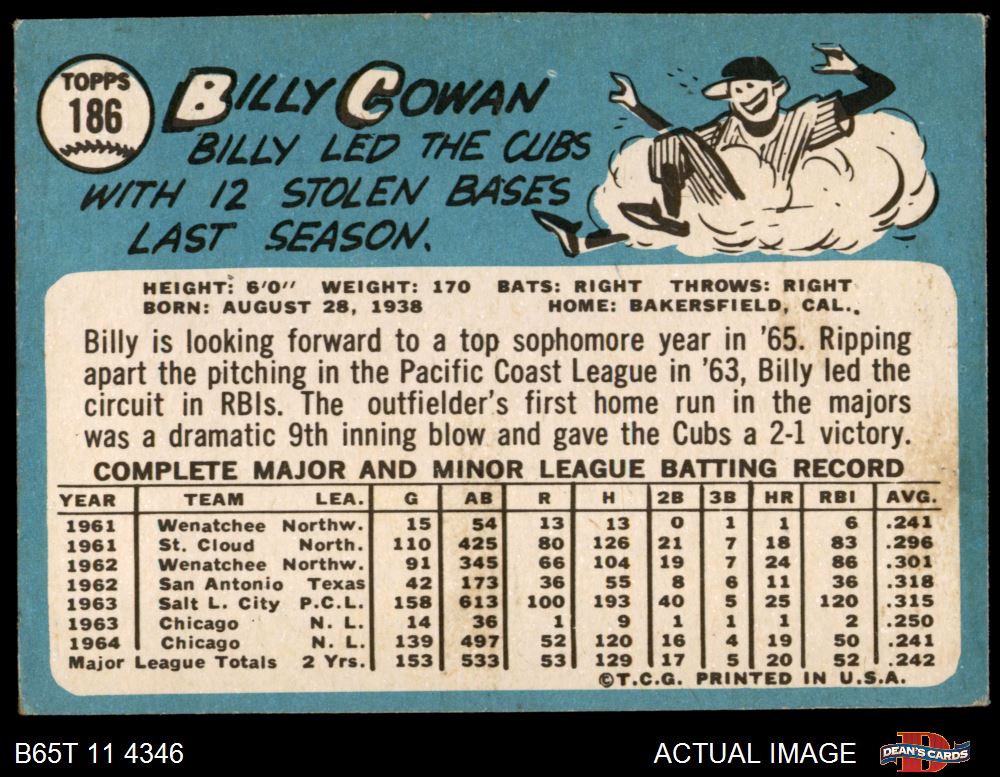 TOPPS
186
BILLY COWAN
BILLY LED THE CUBS
WITH 12 STOLEN BASES
LAST SEASON.
HEIGHT: 6'0" WEIGHT: 170 BATS: RIGHT THROWS: RIGHT
BORN: AUGUST 28, 1938 HOME: BAKERSFIELD, CAL.
Billy is looking forward to a top sophomore year in '65. Ripping
apart the pitching in the Pacific Coast League in '63, Billy led the
circuit in RBIs. The outfielder's first home run in the majors
was a dramatic 9th inning blow and gave the Cubs a 2-1 victory.
COMPLETE MAJOR AND MINOR LEAGUE BATTING RECORD
YEAR TEAM LEA. G AB R H 2B 3B HR RBI AVG.
1961 Wenatchee Northw. 15 54 13 13 0 1 1 6 .241
1961 St. Cloud North. 110 425 80 126 21 7 18 83 .296
1962 Wenatchee Northw. 91 345 66 104 19 7 24 86 .301
1962 San Antonio Texas 42 173 36 55 8 6 11 36 .318
1963 Salt L. City P.C.L. 158 613 100 193 40 5 25 120 .315
1963 Chicago N. L. 14 36 1 9 1 1 1 2 .250
1964 Chicago N. L. 139 497 52 120 16 4 19 50 .241
Major League Totals 2 Yrs. 153 533 53 129 17 5 20 52 .242
©T.C.G. PRINTED IN U.S.A.
B65T 11 4346 ACTUAL IMAGE DEAN'S CARDS